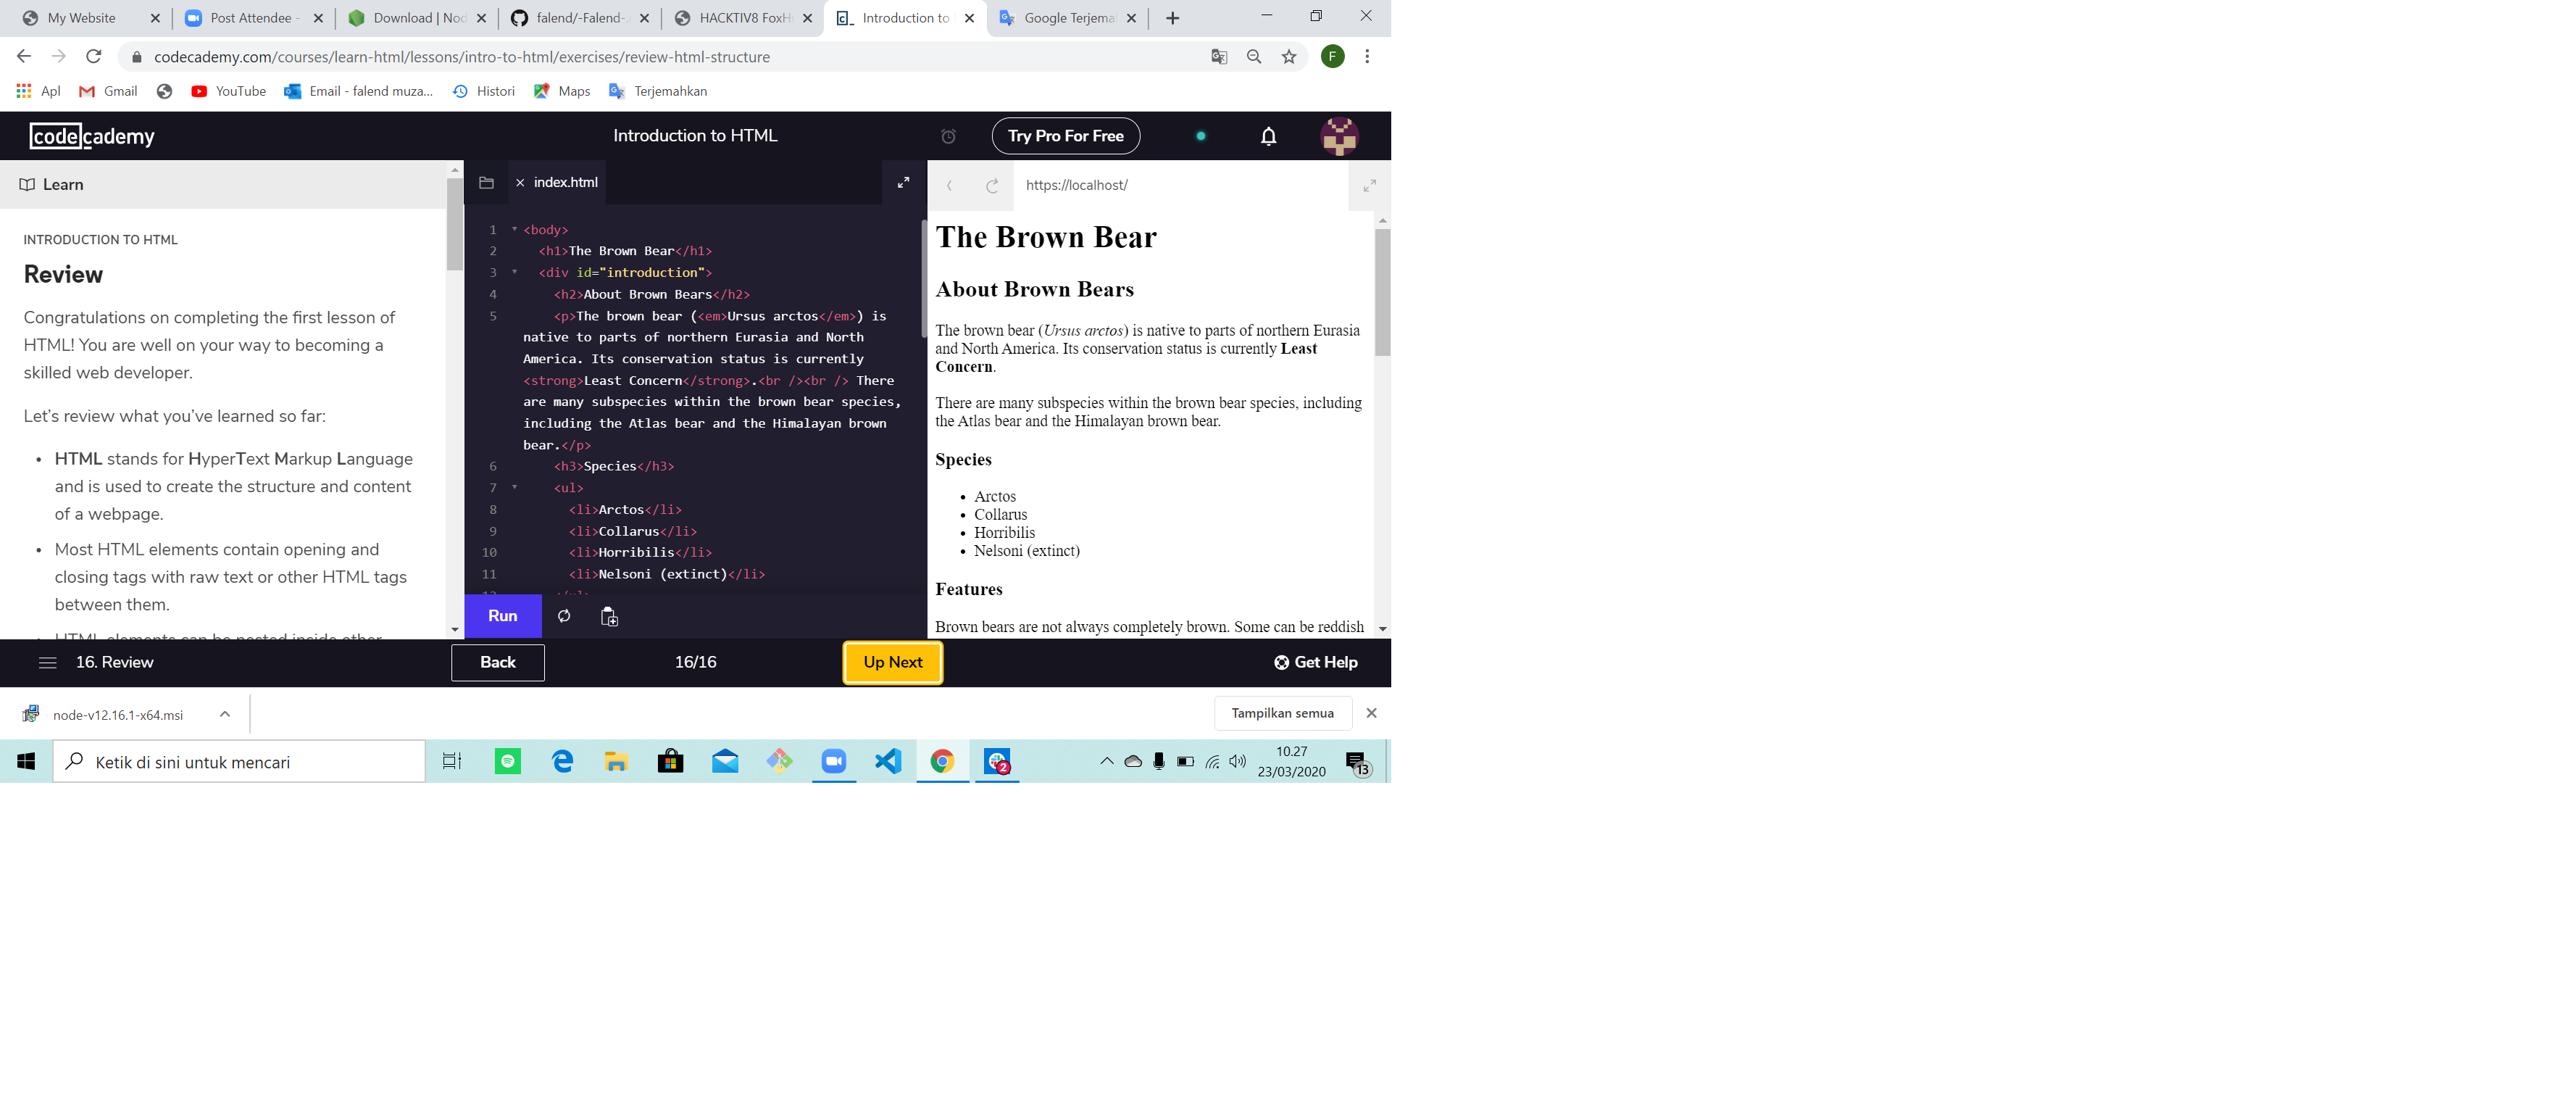 My Website
Post Attendee -
Download | Nod
falend/-Falend-
HACKTIV8 FoxH
Introduction to
Google Terjema
codecademy.com/courses/learn-html/lessons/intro-to-html/exercises/review-html-structure
F
Apl
Gmail
YouTube
Email - falend muza...
Histori
Maps
Terjemahkan
codecademy
Introduction to HTML
Try Pro For Free
Learn
INTRODUCTION TO HTML
Review
Congratulations on completing the first lesson of
HTML! You are well on your way to becoming a
skilled web developer.
Let's review what you've learned so far:
• HTML stands for HyperText Markup Language
and is used to create the structure and content
of a webpage.
• Most HTML elements contain opening and
closing tags with raw text or other HTML tags
between them.
• HTML elements can be nested inside other
index.html
1 <body>
2 <h1>The Brown Bear</h1>
3 <div id="introduction">
4 <h2>About Brown Bears</h2>
5 <p>The brown bear (<em>Ursus arctos</em>) is
native to parts of northern Eurasia and North
America. Its conservation status is currently
<strong>Least Concern</strong>.<br /><br /> There
are many subspecies within the brown bear species,
including the Atlas bear and the Himalayan brown
bear.</p>
6 <h3>Species</h3>
7 <ul>
8 <li>Arctos</li>
9 <li>Collarus</li>
10 <li>Horribilis</li>
11 <li>Nelsoni (extinct)</li>
12 </ul>
Run
https://localhost/
The Brown Bear
About Brown Bears
The brown bear (Ursus arctos) is native to parts of northern Eurasia
and North America. Its conservation status is currently Least
Concern.
There are many subspecies within the brown bear species, including
the Atlas bear and the Himalayan brown bear.
Species
• Arctos
• Collarus
• Horribilis
• Nelsoni (extinct)
Features
Brown bears are not always completely brown. Some can be reddish
16. Review
Back
16/16
Up Next
Get Help
node-v12.16.1-x64.msi
Tampilkan semua
Ketik di sini untuk mencari
2
10.27
23/03/2020
13